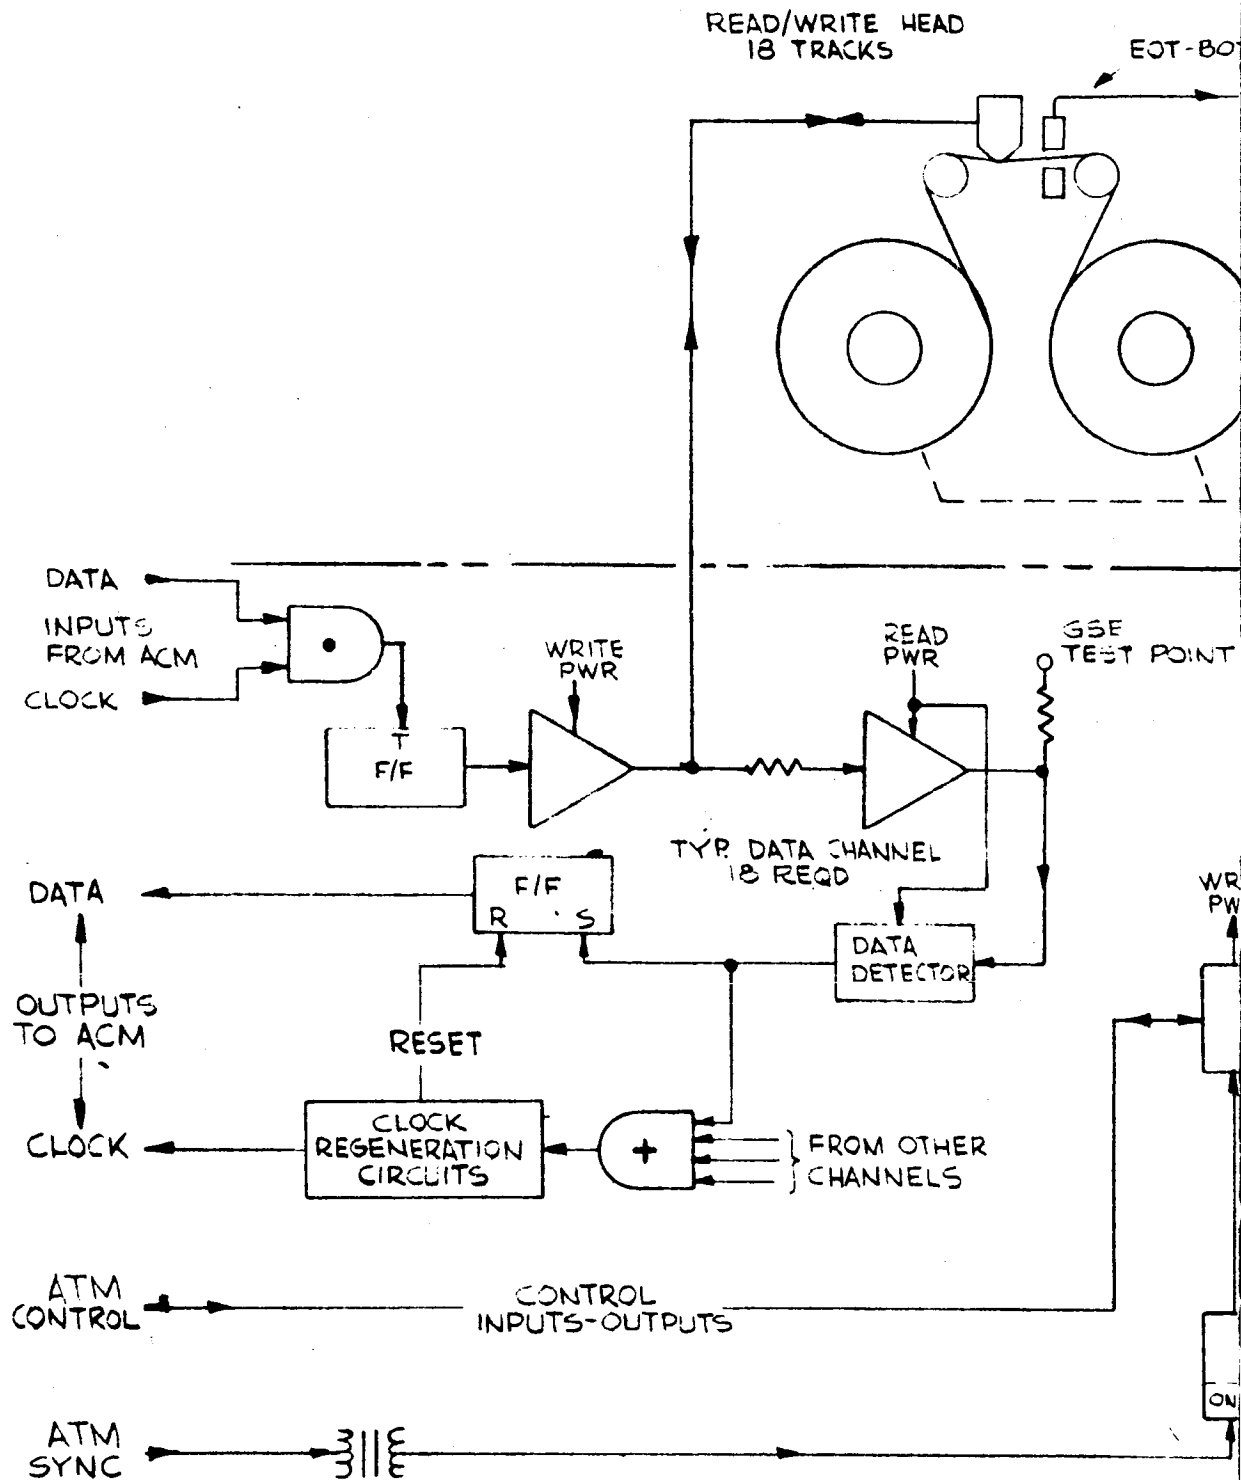 READ/WRITE HEAD
18 TRACKS
EOT-BOT
DATA
INPUTS
FROM ACM
CLOCK
WRITE
PWR
READ
PWR
GSE
TEST POINT
T
F/F
TYP. DATA CHANNEL
18 REQD
DATA
F/F
R S
DATA
DETECTOR
WR
PW
OUTPUTS
TO ACM
RESET
CLOCK
CLOCK
REGENERATION
CIRCUITS
+
FROM OTHER
CHANNELS
ATM
CONTROL
CONTROL
INPUTS-OUTPUTS
ON
ATM
SYNC